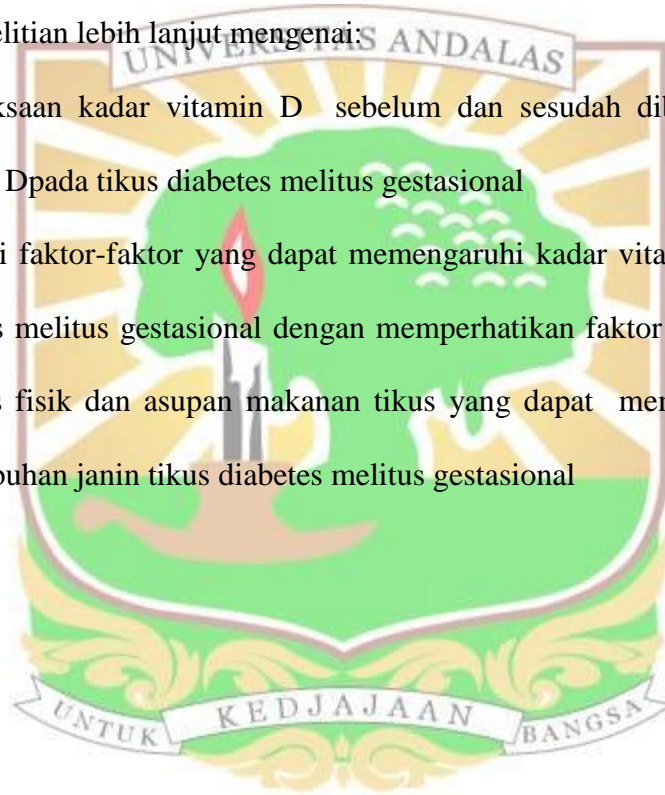 elitian lebih lanjut mengenai:
UNIVERSITAS ANDALAS
ksaan kadar vitamin D sebelum dan sesudah dib
Dpada tikus diabetes melitus gestasional
i faktor-faktor yang dapat memengaruhi kadar vita
s melitus gestasional dengan memperhatikan faktor
s fisik dan asupan makanan tikus yang dapat mer
buhan janin tikus diabetes melitus gestasional
UNTUK KEDJAJAAN BANGSA